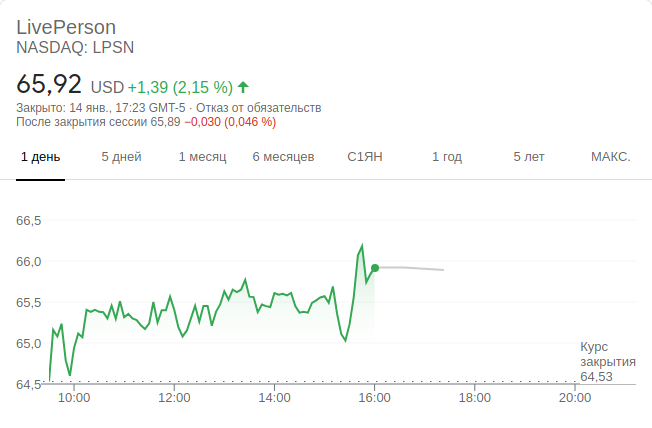 LivePerson
NASDAQ: LPSN
65,92 USD +1,39 (2,15 %)
Закрыто: 14 янв., 17:23 GMT-5 · Отказ от обязательств
После закрытия сессии 65,89 −0,030 (0,046 %)
1 день 5 дней 1 месяц 6 месяцев С1ЯН 1 год 5 лет МАКС.
66,5
66,0
65,5
65,0
64,5
Курс
закрытия
64,53
10:00 12:00 14:00 16:00 18:00 20:00